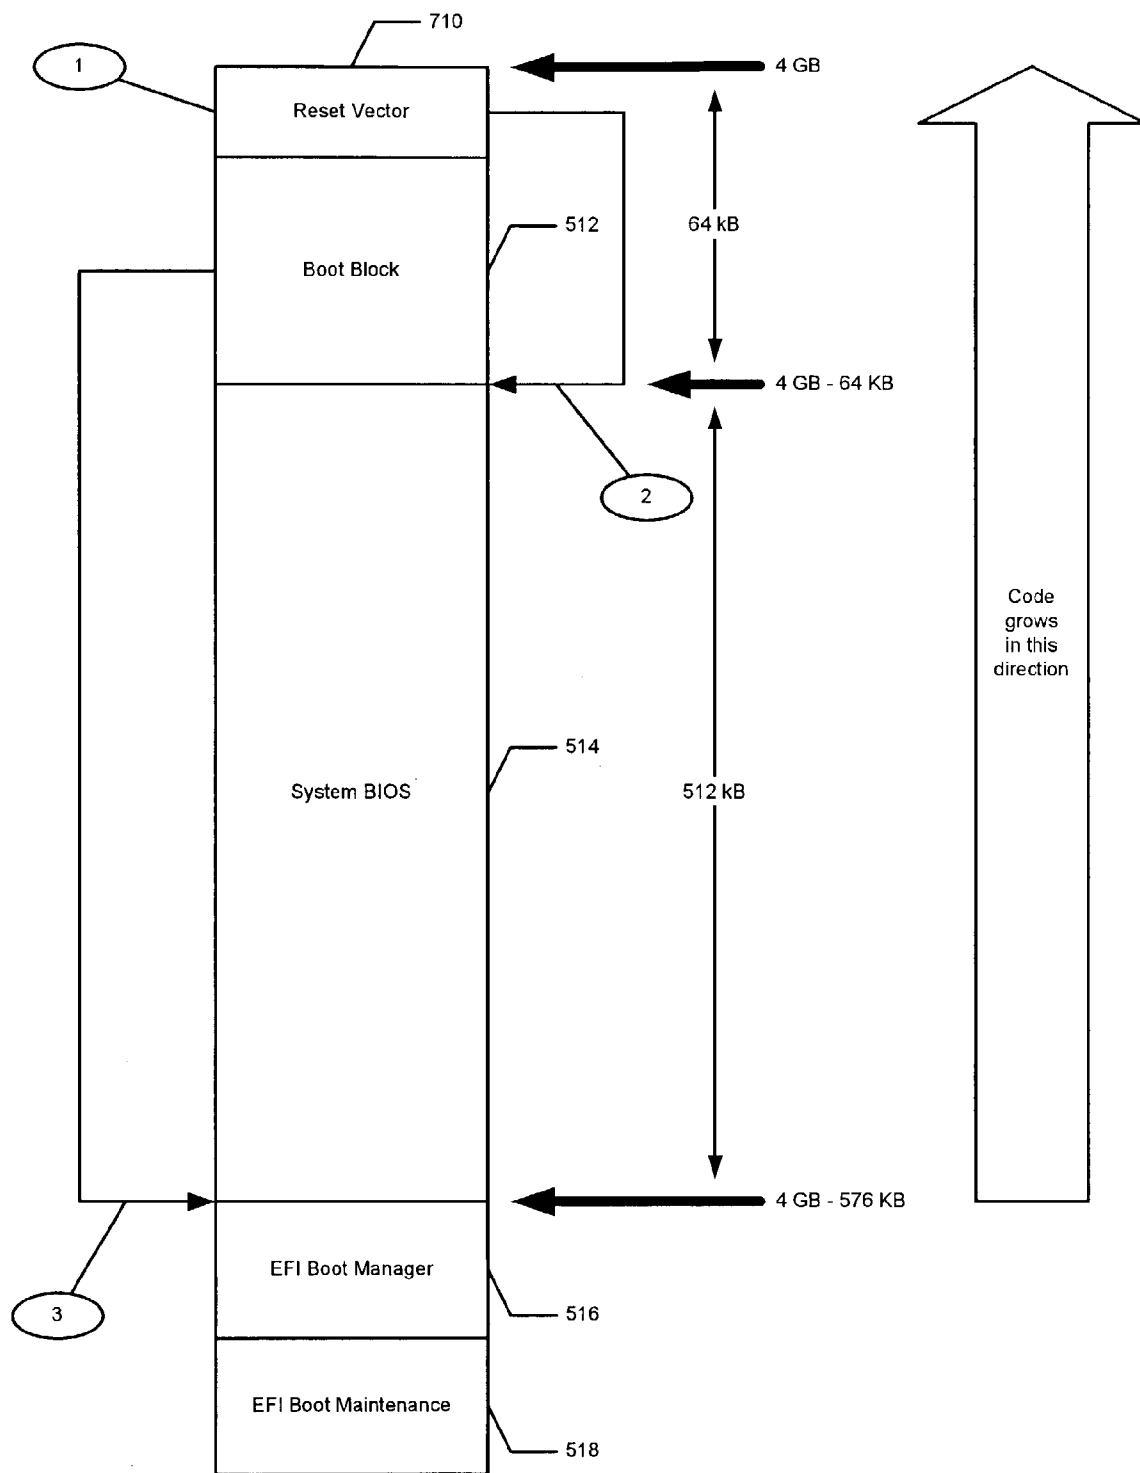 710
1
4 GB
Reset Vector
512
64 kB
Boot Block
4 GB - 64 KB
2
Code
grows
in this
direction
514
System BIOS
512 kB
4 GB - 576 KB
EFI Boot Manager
3
516
EFI Boot Maintenance
518